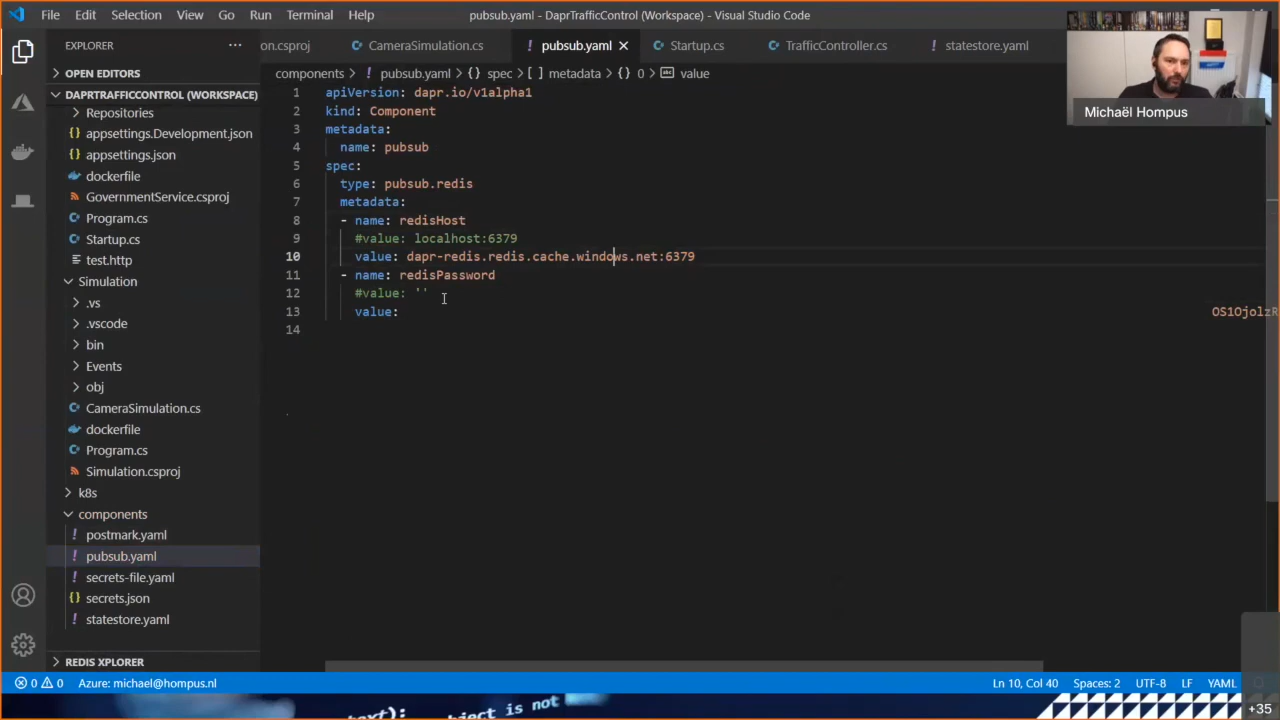 File Edit Selection View Go Run Terminal Help
pubsub.yaml - DaprTrafficControl (Workspace) - Visual Studio Code
EXPLORER ...
on.csproj CameraSimulation.cs pubsub.yaml Startup.cs TrafficController.cs statestore.yaml
Michaël Hompus
OPEN EDITORS
DAPRTRAFFICCONTROL (WORKSPACE)
Repositories
appsettings.Development.json
appsettings.json
dockerfile
GovernmentService.csproj
Program.cs
Startup.cs
test.http
Simulation
.vs
.vscode
bin
Events
obj
CameraSimulation.cs
dockerfile
Program.cs
Simulation.csproj
k8s
components
postmark.yaml
pubsub.yaml
secrets-file.yaml
secrets.json
statestore.yaml
REDIS XPLORER
components > pubsub.yaml > {} spec > [ ] metadata > {} 0 > value
1 apiVersion: dapr.io/v1alpha1
2 kind: Component
3 metadata:
4 name: pubsub
5 spec:
6 type: pubsub.redis
7 metadata:
8 - name: redisHost
9 #value: localhost:6379
10 value: dapr-redis.redis.cache.windows.net:6379
11 - name: redisPassword
12 #value: ''
13 value: OS1OjolzR
14
0 0 Azure: michael@hompus.nl
Ln 10, Col 40 Spaces: 2 UTF-8 LF YAML
text): bject is not
+35